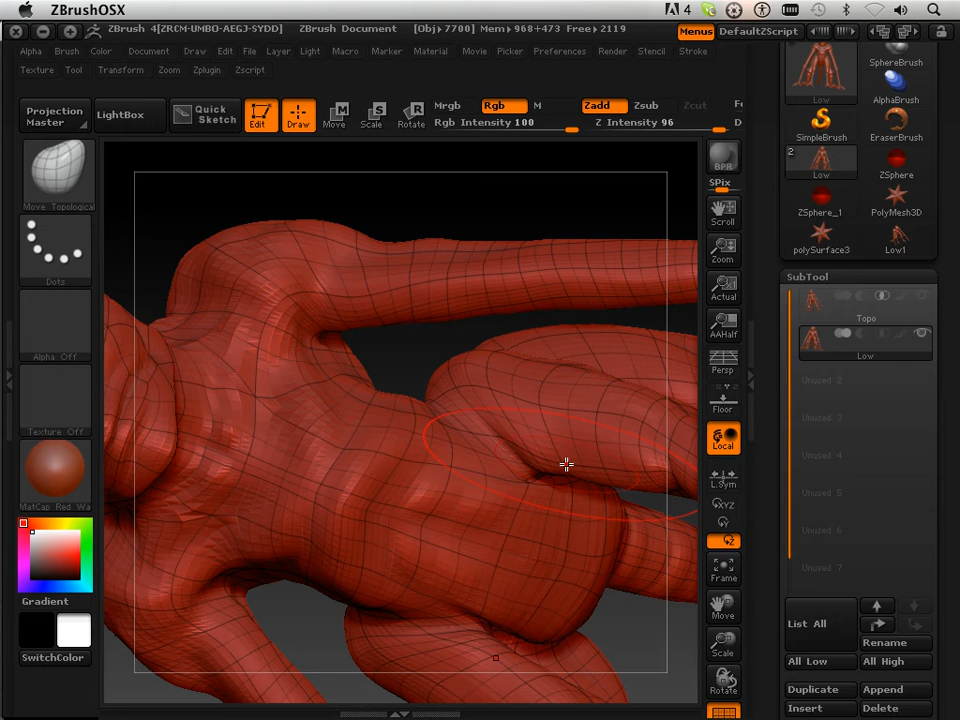 ZBrushOSX
4
ZBrush 4[ZRCM-UMBO-AEGJ-SYDD]
ZBrush Document
[Obj▸7700] Mem▸968+473 Free▸2119
Menus
DefaultZScript
Alpha Brush Color Document Draw Edit File Layer Light Macro Marker Material Movie Picker Preferences Render Stencil Stroke
Texture Tool Transform Zoom Zplugin Zscript
Projection Master
LightBox
Quick Sketch
Edit
Draw
Move
Scale
Rotate
Mrgb
Rgb
M
Zadd
Zsub
Zcut
Rgb Intensity 100
Z Intensity 96
Move Topological
Dots
Alpha Off
Texture Off
MatCap Red Wa
Gradient
SwitchColor
BPR
SPix
Scroll
Zoom
Actual
AAHalf
Persp
Floor
Local
L.Sym
XYZ
Y
Z
Frame
Move
Scale
Rotate
Low
SphereBrush
AlphaBrush
SimpleBrush
EraserBrush
2
Low
ZSphere
ZSphere_1
PolyMesh3D
polySurface3
Low1
SubTool
Topo
Low
Unused 2
Unused 3
Unused 4
Unused 5
Unused 6
Unused 7
List All
Rename
All Low
All High
Duplicate
Append
Insert
Delete